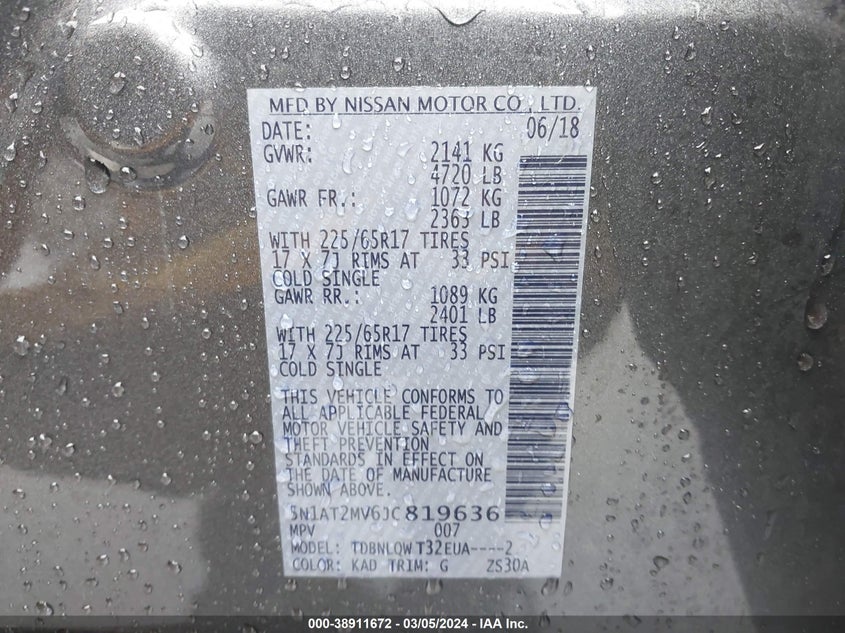 MFD BY NISSAN MOTOR CO., LTD.
DATE: 06/18
GVWR: 2141 KG
4720 LB
GAWR FR.: 1072 KG
2363 LB
WITH 225/65R17 TIRES
17 X 7J RIMS AT 33 PSI
COLD SINGLE
GAWR RR.: 1089 KG
2401 LB
WITH 225/65R17 TIRES
17 X 7J RIMS AT 33 PSI
COLD SINGLE
THIS VEHICLE CONFORMS TO
ALL APPLICABLE FEDERAL
MOTOR VEHICLE SAFETY AND
THEFT PREVENTION
STANDARDS IN EFFECT ON
THE DATE OF MANUFACTURE
SHOWN ABOVE.
5N1AT2MV6JC819636
MPV 007
MODEL: TDBNLQW T32EUA----2
COLOR: KAD TRIM: G ZS30A
000-38911672 — 03/05/2024 — IAA Inc.